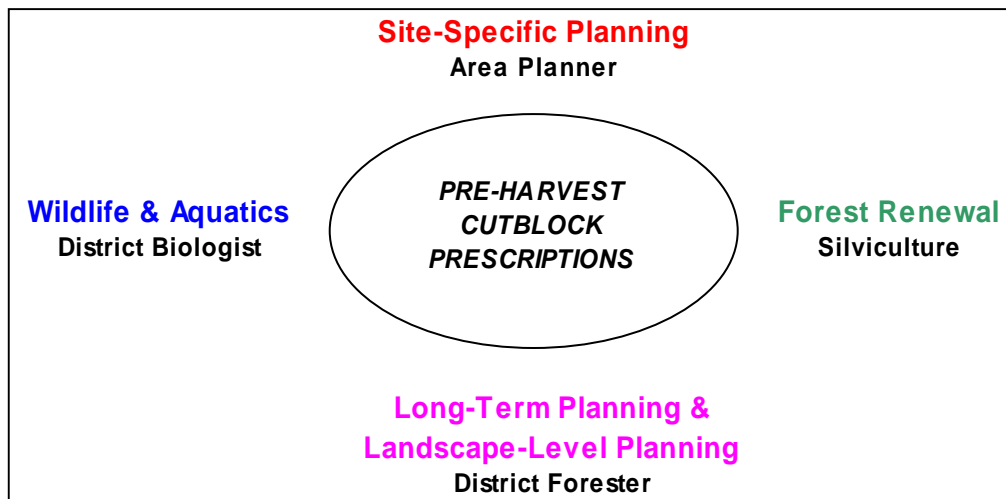 Site-Specific Planning
Area Planner
Wildlife & Aquatics
District Biologist
PRE-HARVEST
CUTBLOCK
PRESCRIPTIONS
Forest Renewal
Silviculture
Long-Term Planning &
Landscape-Level Planning
District Forester